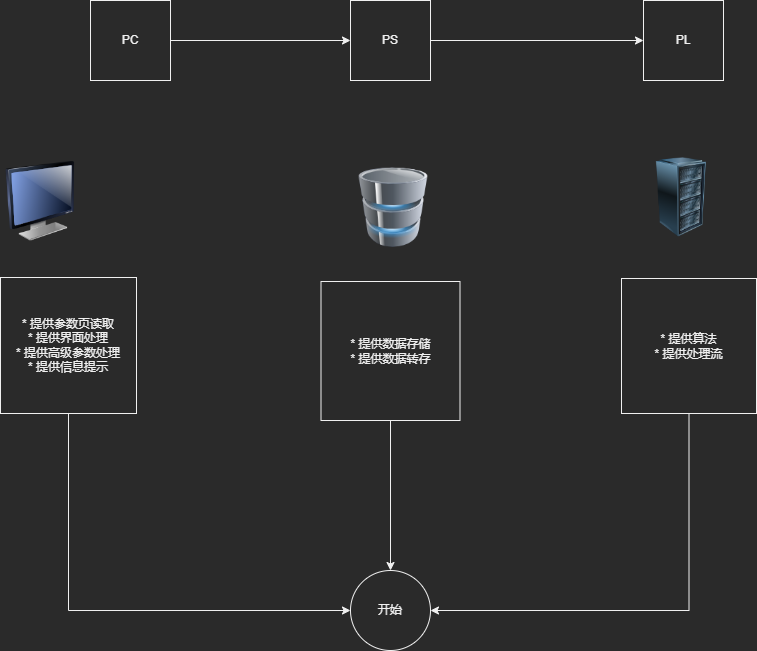 PC
PS
PL
* 提供参数页读取
* 提供界面处理
* 提供高级参数处理
* 提供信息提示
* 提供数据存储
* 提供数据转存
* 提供算法
* 提供处理流
开始